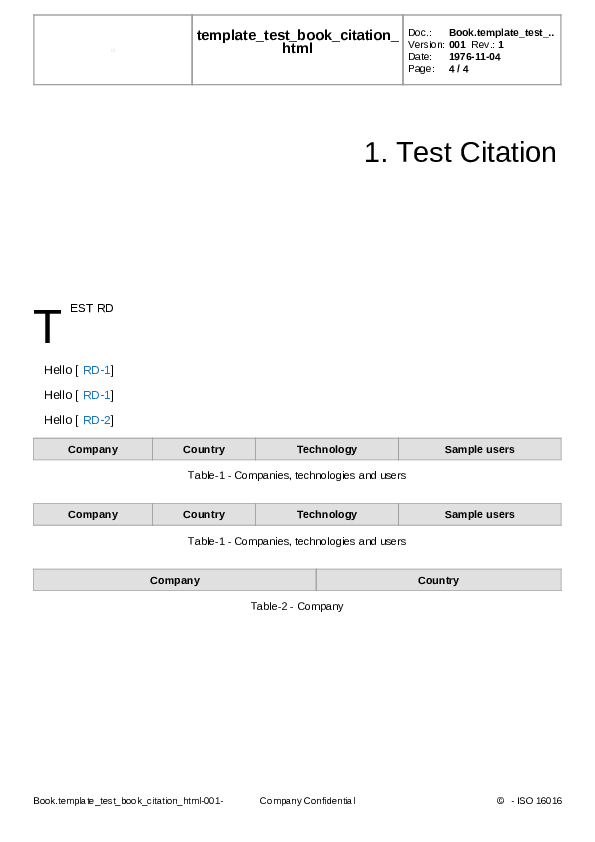 template_test_book_citation_
html
Doc.: Book.template_test_..
Version: 001 Rev.: 1
Date: 1976-11-04
Page: 4 / 4
1. Test Citation
TEST RD
Hello [ RD-1]
Hello [ RD-1]
Hello [ RD-2]
Company Country Technology Sample users
Table-1 - Companies, technologies and users
Company Country Technology Sample users
Table-1 - Companies, technologies and users
Company Country
Table-2 - Company
Book.template_test_book_citation_html-001- Company Confidential © - ISO 16016